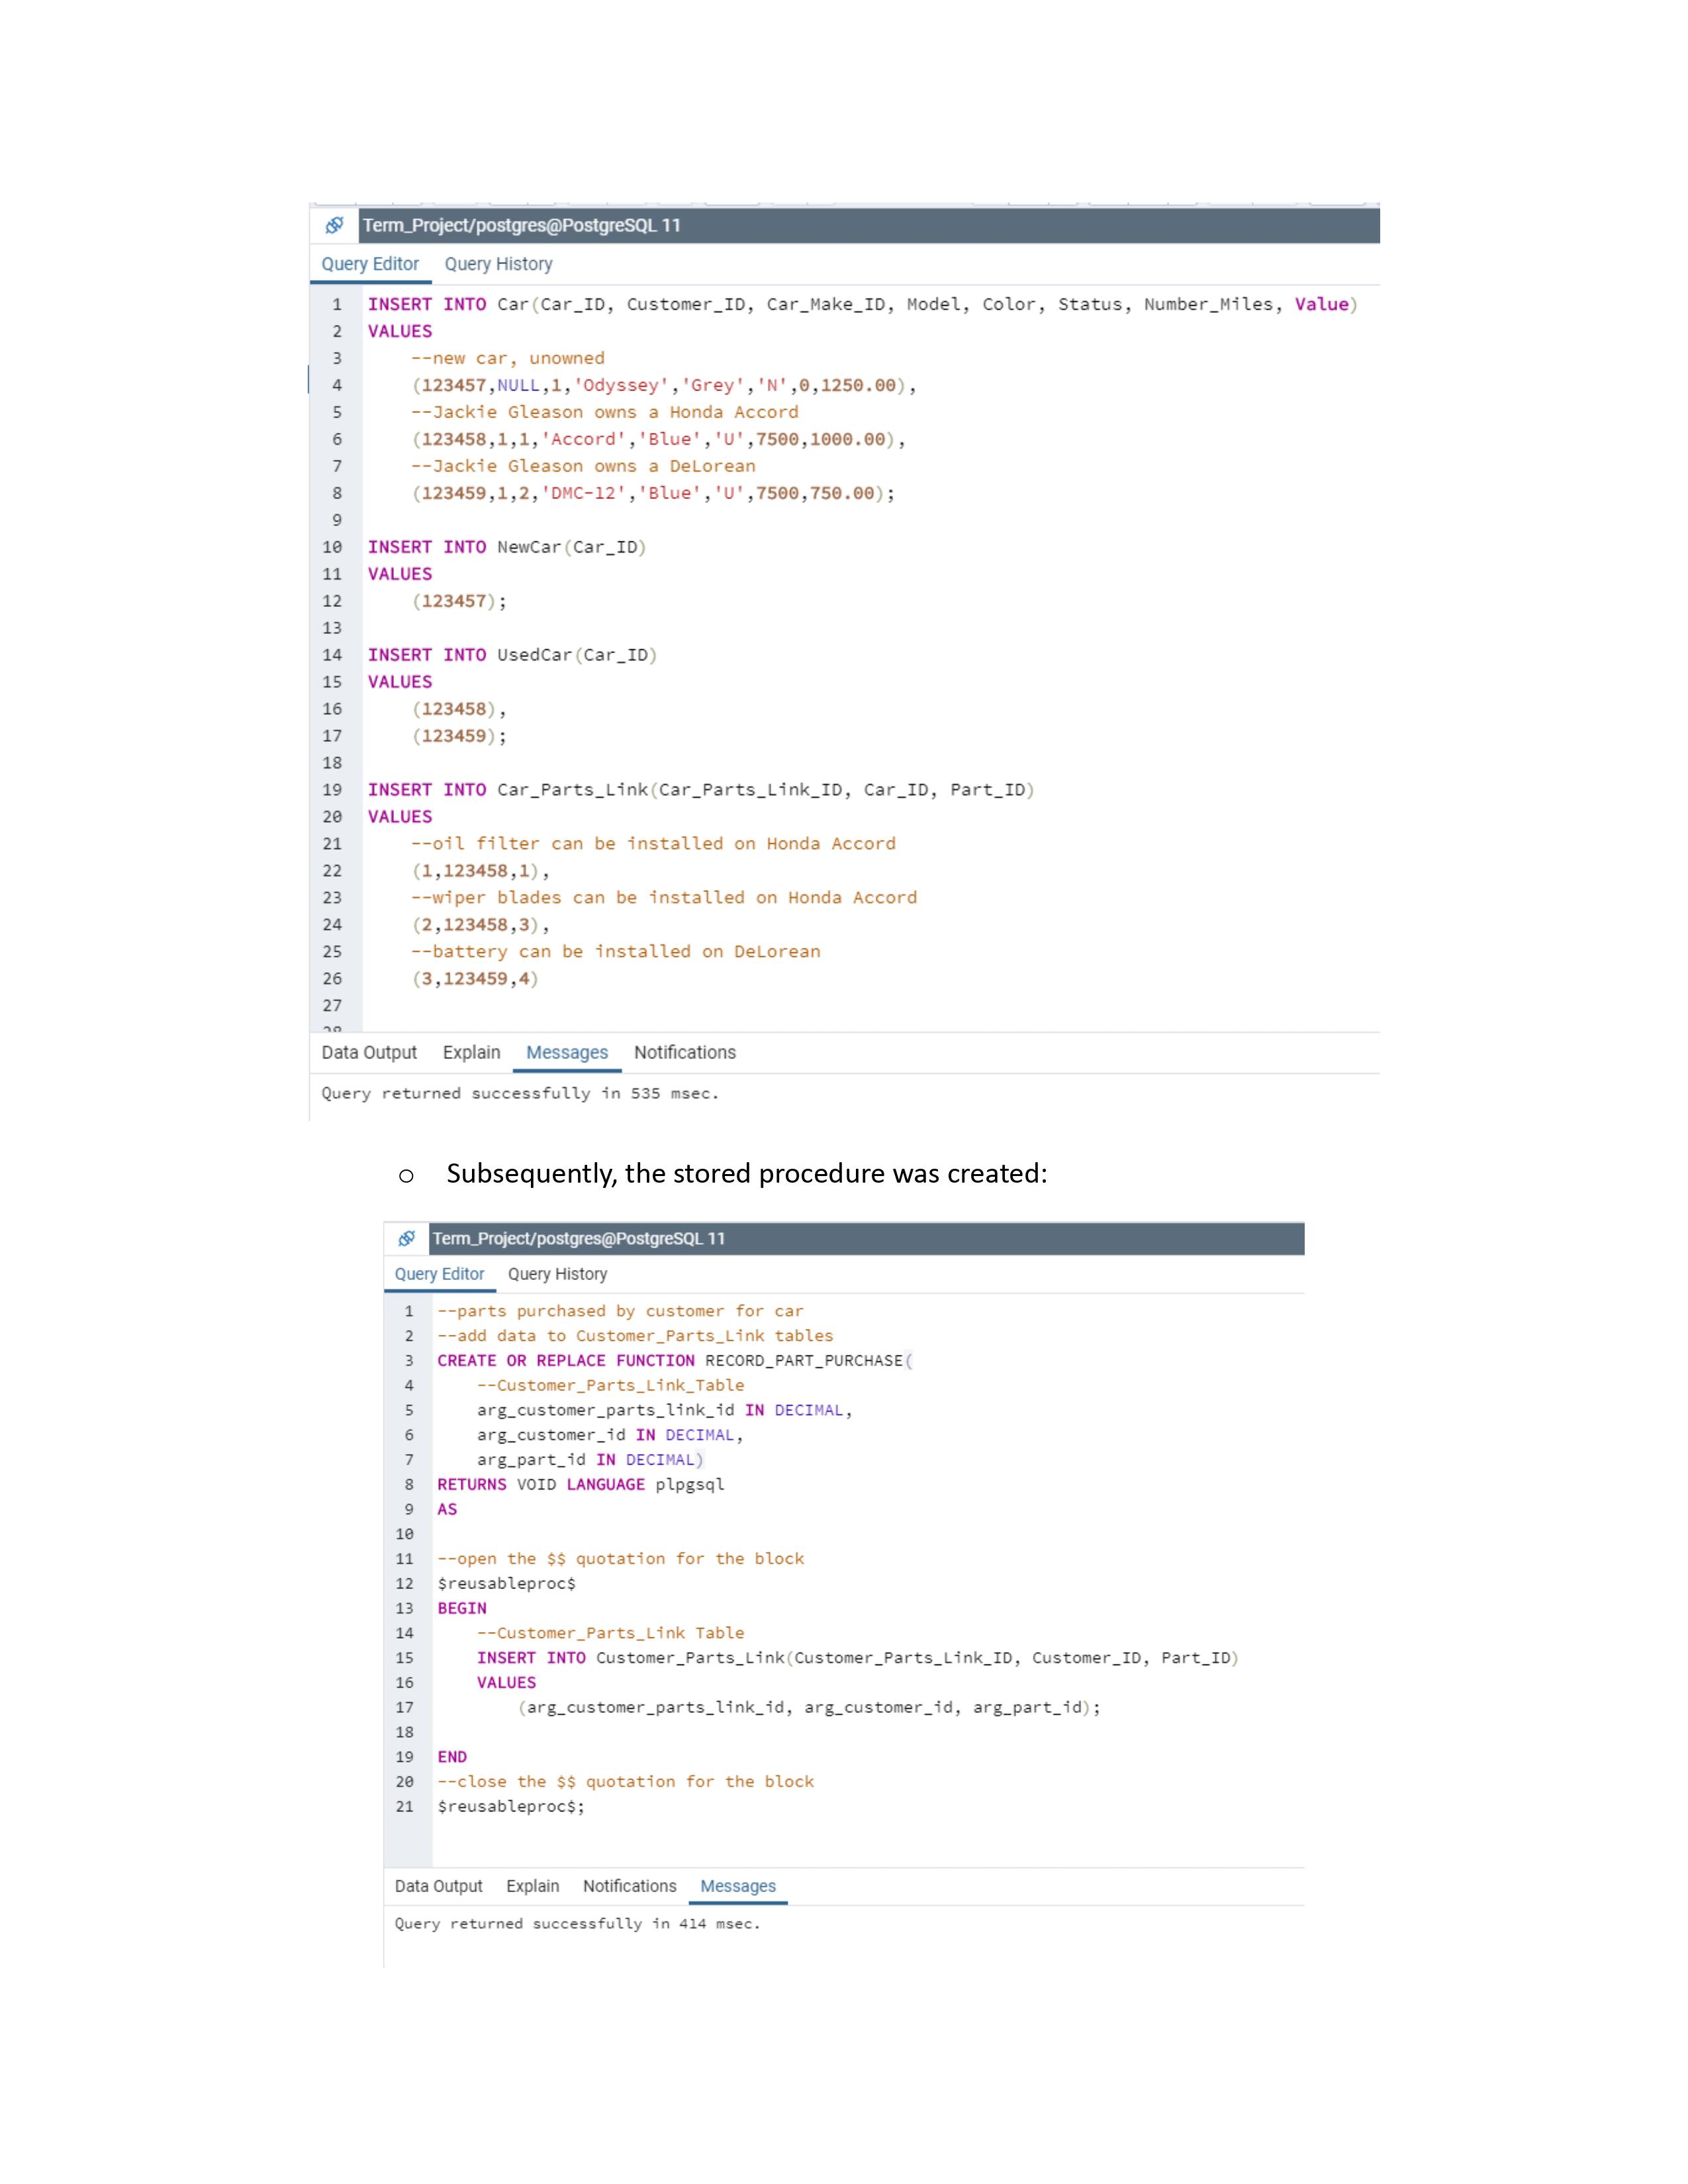 Term_Project/postgres@PostgreSQL 11
Query Editor Query History
1 INSERT INTO Car(Car_ID, Customer_ID, Car_Make_ID, Model, Color, Status, Number_Miles, Value)
2 VALUES
3 --new car, unowned
4 (123457,NULL,1,'Odyssey','Grey','N',0,1250.00),
5 --Jackie Gleason owns a Honda Accord
6 (123458,1,1,'Accord','Blue','U',7500,1000.00),
7 --Jackie Gleason owns a DeLorean
8 (123459,1,2,'DMC-12','Blue','U',7500,750.00);
9
10 INSERT INTO NewCar(Car_ID)
11 VALUES
12 (123457);
13
14 INSERT INTO UsedCar(Car_ID)
15 VALUES
16 (123458),
17 (123459);
18
19 INSERT INTO Car_Parts_Link(Car_Parts_Link_ID, Car_ID, Part_ID)
20 VALUES
21 --oil filter can be installed on Honda Accord
22 (1,123458,1),
23 --wiper blades can be installed on Honda Accord
24 (2,123458,3),
25 --battery can be installed on DeLorean
26 (3,123459,4)
27
28
Data Output Explain Messages Notifications
Query returned successfully in 535 msec.
o Subsequently, the stored procedure was created:
Term_Project/postgres@PostgreSQL 11
Query Editor Query History
1 --parts purchased by customer for car
2 --add data to Customer_Parts_Link tables
3 CREATE OR REPLACE FUNCTION RECORD_PART_PURCHASE(
4 --Customer_Parts_Link_Table
5 arg_customer_parts_link_id IN DECIMAL,
6 arg_customer_id IN DECIMAL,
7 arg_part_id IN DECIMAL)
8 RETURNS VOID LANGUAGE plpgsql
9 AS
10
11 --open the $$ quotation for the block
12 $reusableproc$
13 BEGIN
14 --Customer_Parts_Link Table
15 INSERT INTO Customer_Parts_Link(Customer_Parts_Link_ID, Customer_ID, Part_ID)
16 VALUES
17 (arg_customer_parts_link_id, arg_customer_id, arg_part_id);
18
19 END
20 --close the $$ quotation for the block
21 $reusableproc$;
Data Output Explain Notifications Messages
Query returned successfully in 414 msec.